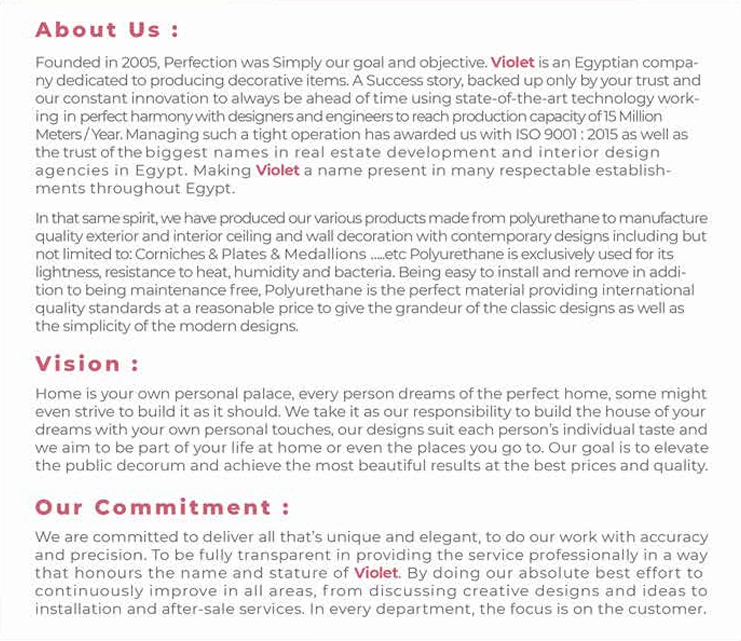 About Us :
Founded in 2005, Perfection was Simply our goal and objective. Violet is an Egyptian compa-
ny dedicated to producing decorative items. A Success story, backed up only by your trust and
our constant innovation to always be ahead of time using state-of-the-art technology work-
ing in perfect harmony with designers and engineers to reach production capacity of 15 Million
Meters / Year. Managing such a tight operation has awarded us with ISO 9001 : 2015 as well as
the trust of the biggest names in real estate development and interior design
agencies in Egypt. Making Violet a name present in many respectable establish-
ments throughout Egypt.
In that same spirit, we have produced our various products made from polyurethane to manufacture
quality exterior and interior ceiling and wall decoration with contemporary designs including but
not limited to: Corniches & Plates & Medallions .....etc Polyurethane is exclusively used for its
lightness, resistance to heat, humidity and bacteria. Being easy to install and remove in addi-
tion to being maintenance free, Polyurethane is the perfect material providing international
quality standards at a reasonable price to give the grandeur of the classic designs as well as
the simplicity of the modern designs.
Vision :
Home is your own personal palace, every person dreams of the perfect home, some might
even strive to build it as it should. We take it as our responsibility to build the house of your
dreams with your own personal touches, our designs suit each person's individual taste and
we aim to be part of your life at home or even the places you go to. Our goal is to elevate
the public decorum and achieve the most beautiful results at the best prices and quality.
Our Commitment :
We are committed to deliver all that's unique and elegant, to do our work with accuracy
and precision. To be fully transparent in providing the service professionally in a way
that honours the name and stature of Violet. By doing our absolute best effort to
continuously improve in all areas, from discussing creative designs and ideas to
installation and after-sale services. In every department, the focus is on the customer.